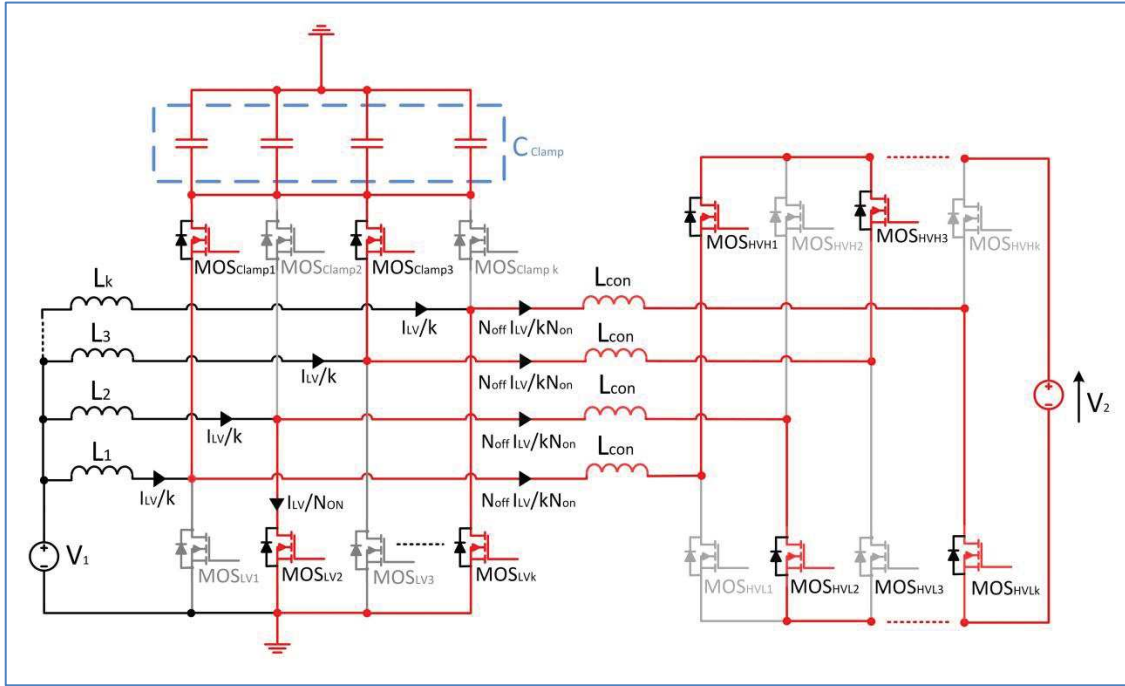 C Clamp
MOSClamp1 MOSClamp2 MOSClamp3 MOSClamp k
MOSHVH1 MOSHVH2 MOSHVH3 MOSHVHk
Lk ILV/k Noff ILV/kNon Lcon
L3 ILV/k Noff ILV/kNon Lcon
L2 ILV/k Noff ILV/kNon Lcon
L1 ILV/k Noff ILV/kNon Lcon
V2
ILV/NON
V1
MOSLV1 MOSLV2 MOSLV3 MOSLVk
MOSHVL1 MOSHVL2 MOSHVL3 MOSHVLk